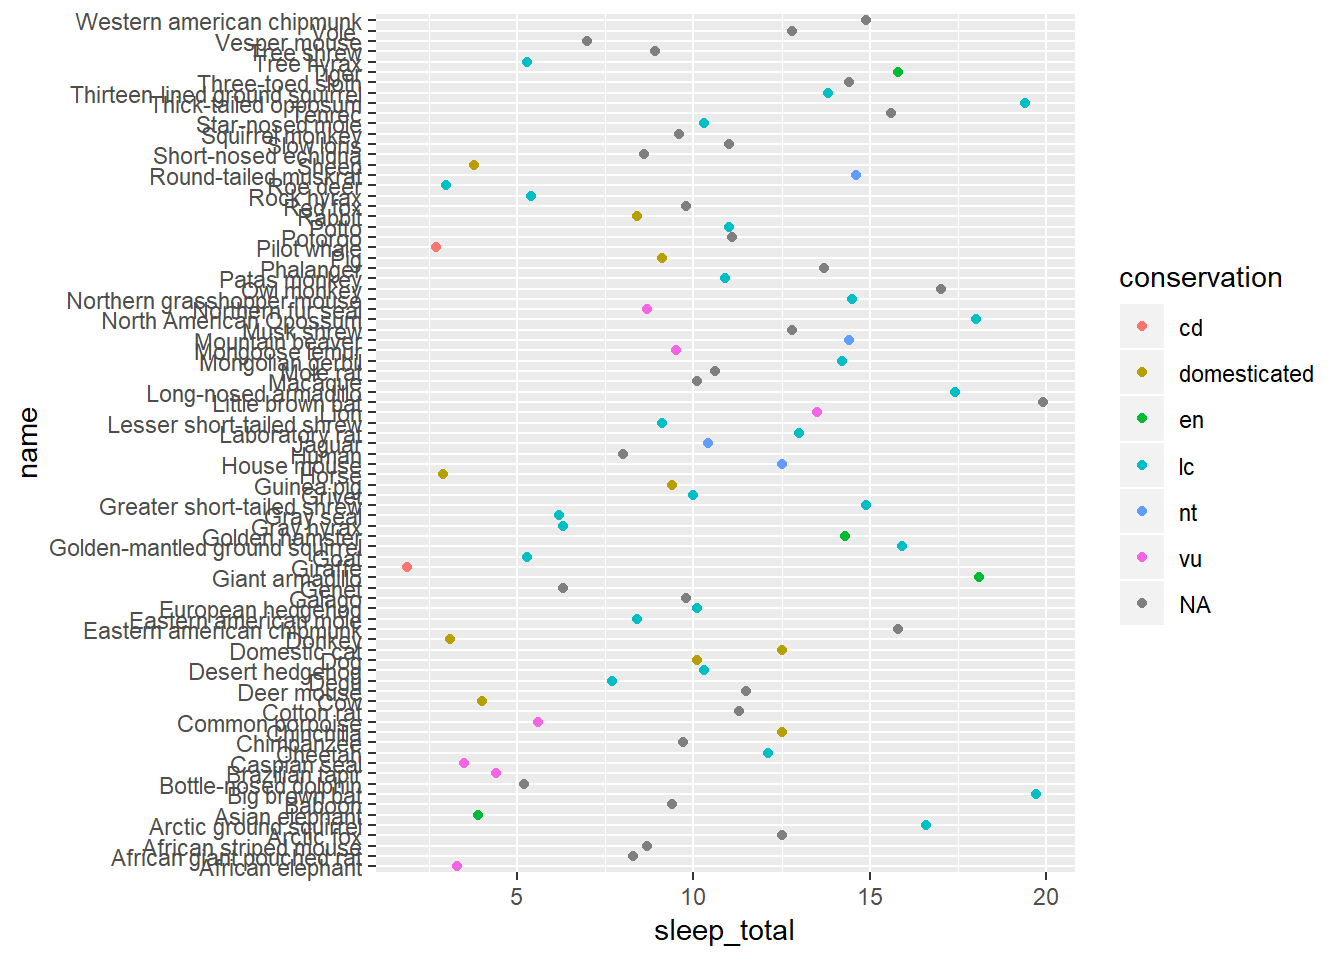 Western american chipmunk
Vole
Vesper mouse
Tree shrew
Tree hyrax
Tiger
Three-toed sloth
Thirteen-lined ground squirrel
Thick-tailed opposum
Tenrec
Star-nosed mole
Squirrel monkey
Slow loris
Short-nosed echidna
Sheep
Round-tailed muskrat
Roe deer
Rock hyrax
Red fox
Rabbit
Potto
Potoroo
Pilot whale
Pig
Phalanger
Patas monkey
Owl monkey
Northern grasshopper mouse
Northern fur seal
North American Opossum
Musk shrew
Mountain beaver
Mongoose lemur
Mongolian gerbil
Mole rat
Macaque
Long-nosed armadillo
Little brown bat
Lion
Lesser short-tailed shrew
Laboratory rat
Jaguar
Human
House mouse
Horse
Guinea pig
Grivet
Greater short-tailed shrew
Gray seal
Gray hyrax
Golden hamster
Golden-mantled ground squirrel
Goat
Giraffe
Giant armadillo
Genet
Galago
European hedgehog
Eastern american mole
Eastern american chipmunk
Donkey
Domestic cat
Dog
Desert hedgehog
Degu
Deer mouse
Cow
Cotton rat
Common porpoise
Chinchilla
Chimpanzee
Cheetah
Caspian seal
Brazilian tapir
Bottle-nosed dolphin
Big brown bat
Baboon
Asian elephant
Arctic ground squirrel
Arctic fox
African striped mouse
African giant pouched rat
African elephant
name
5 10 15 20
sleep_total
conservation
cd
domesticated
en
lc
nt
vu
NA